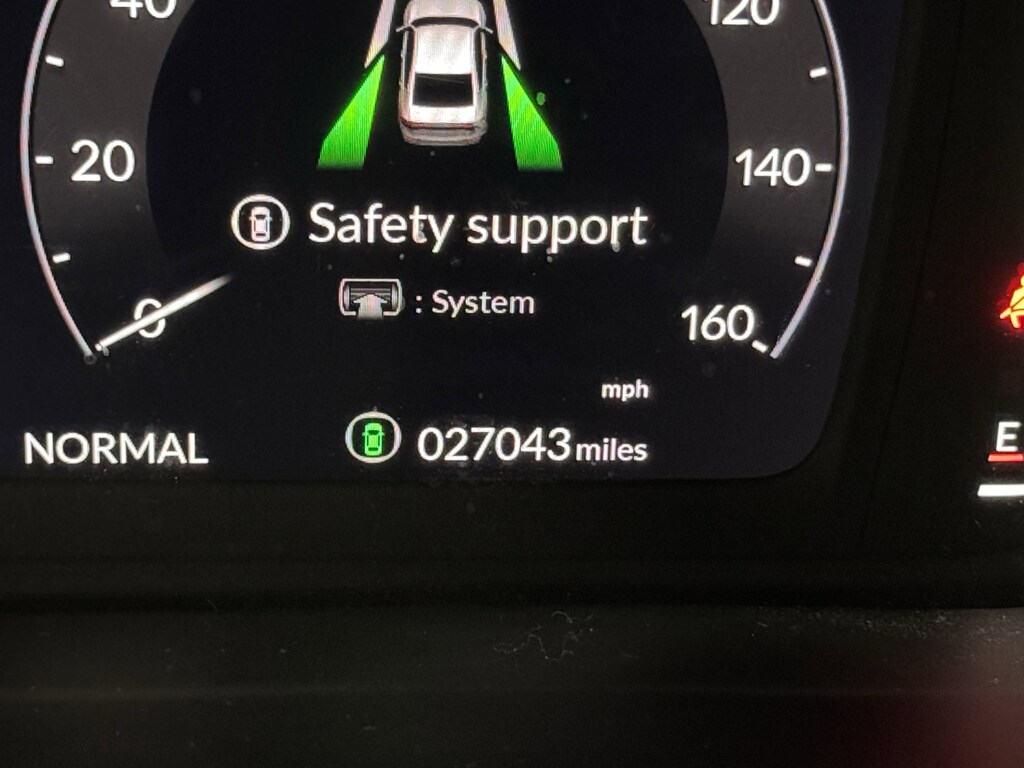 40
120
20
140
Safety support
: System
0
160
mph
NORMAL
027043 miles
E